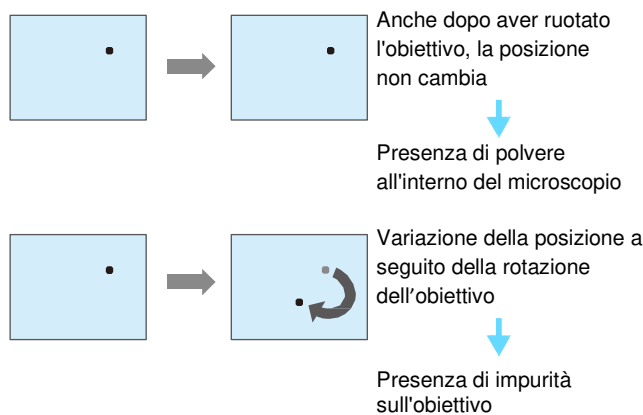 Anche dopo aver ruotato
l'obiettivo, la posizione
non cambia
Presenza di polvere
all'interno del microscopio
Variazione della posizione a
seguito della rotazione
dell’obiettivo
Presenza di impurità
sull'obiettivo